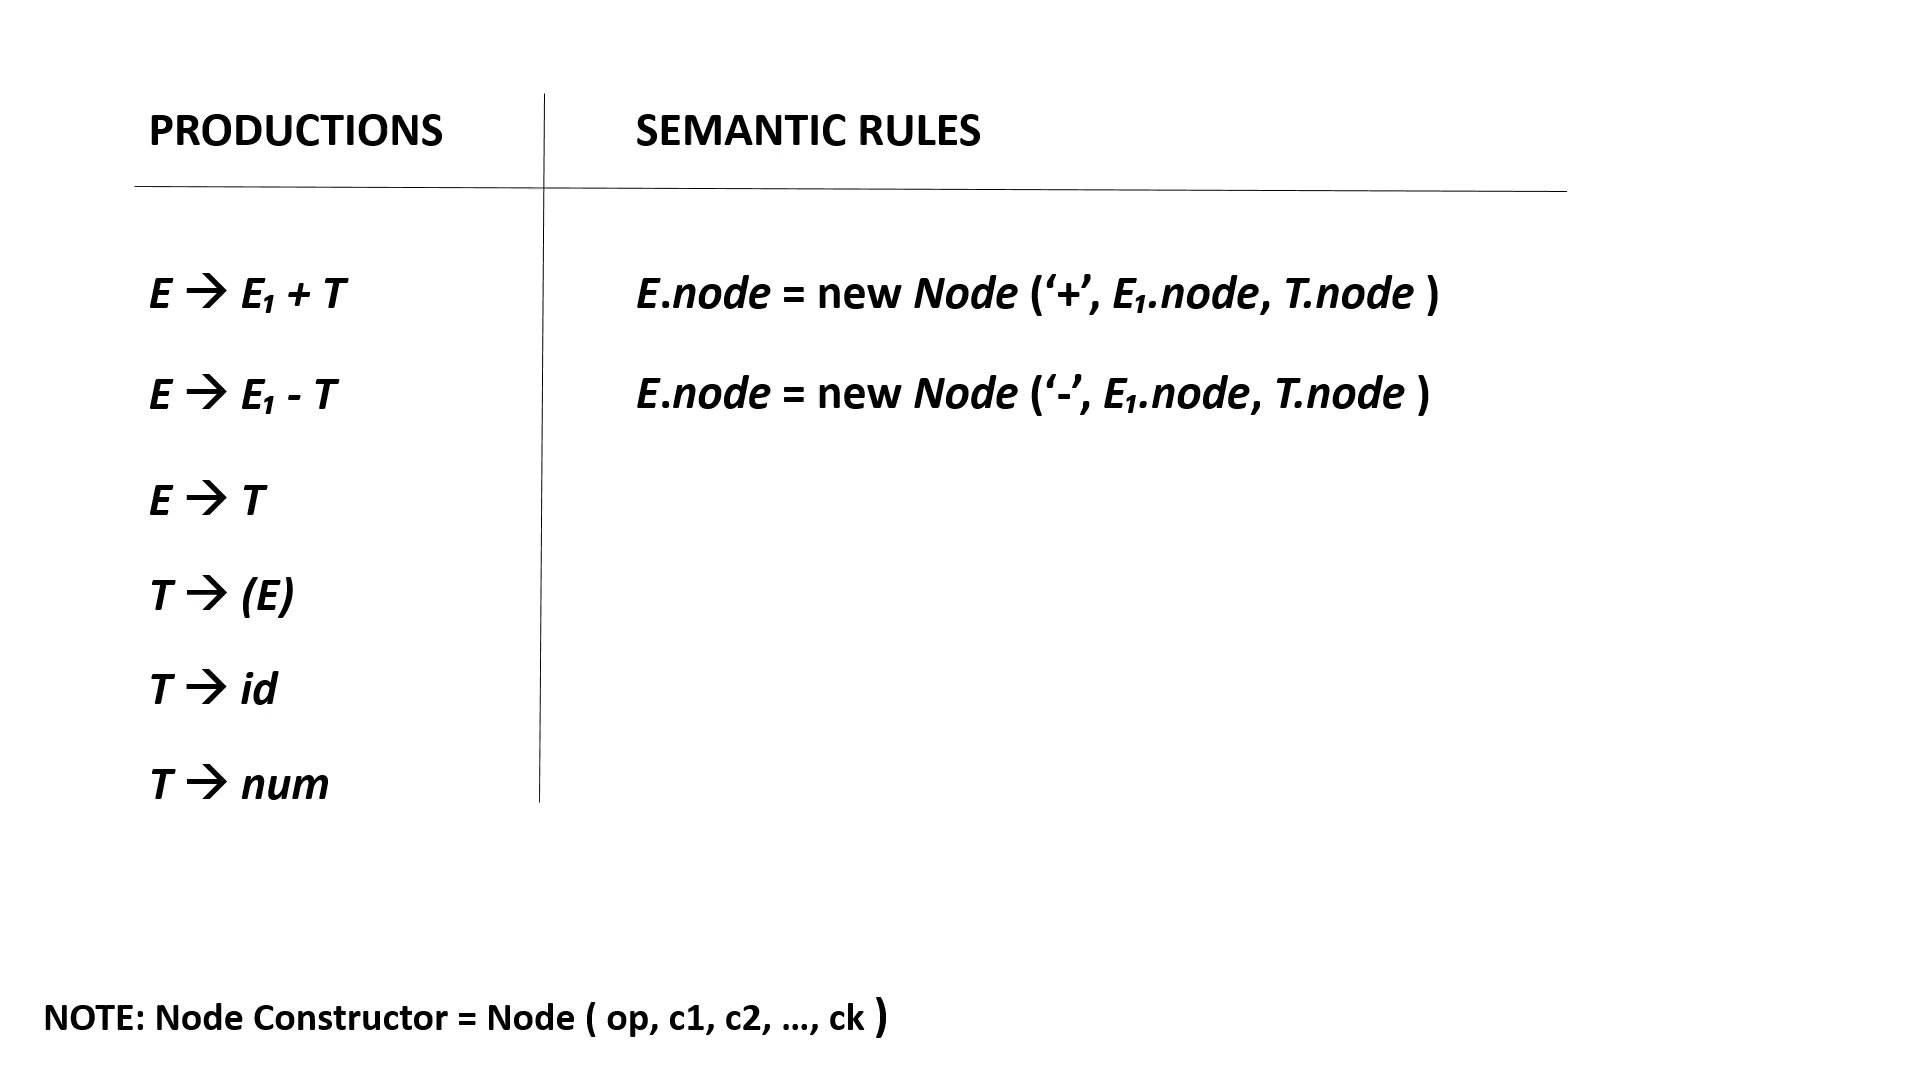 PRODUCTIONS SEMANTIC RULES
E → E₁ + T E.node = new Node (‘+’, E₁.node, T.node )
E → E₁ - T E.node = new Node (‘-’, E₁.node, T.node )
E → T
T → (E)
T → id
T → num
NOTE: Node Constructor = Node ( op, c1, c2, …, ck )